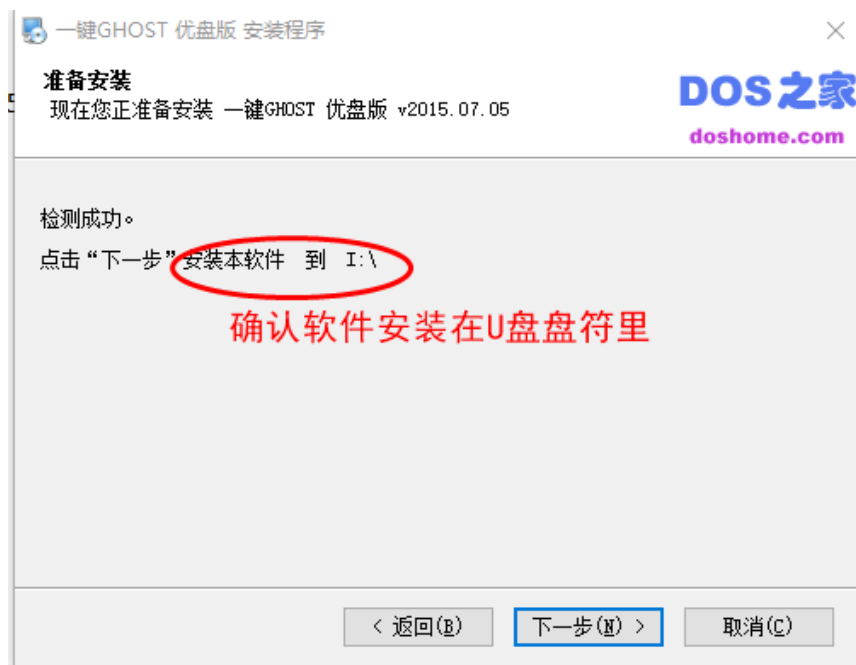 一键GHOST 优盘版 安装程序
准备安装
现在您正准备安装 一键GHOST 优盘版 v2015.07.05
DOS之家
doshome.com
检测成功。
点击“下一步”安装本软件 到 I:\
确认软件安装在U盘盘符里
< 返回(B)
下一步(N) >
取消(C)